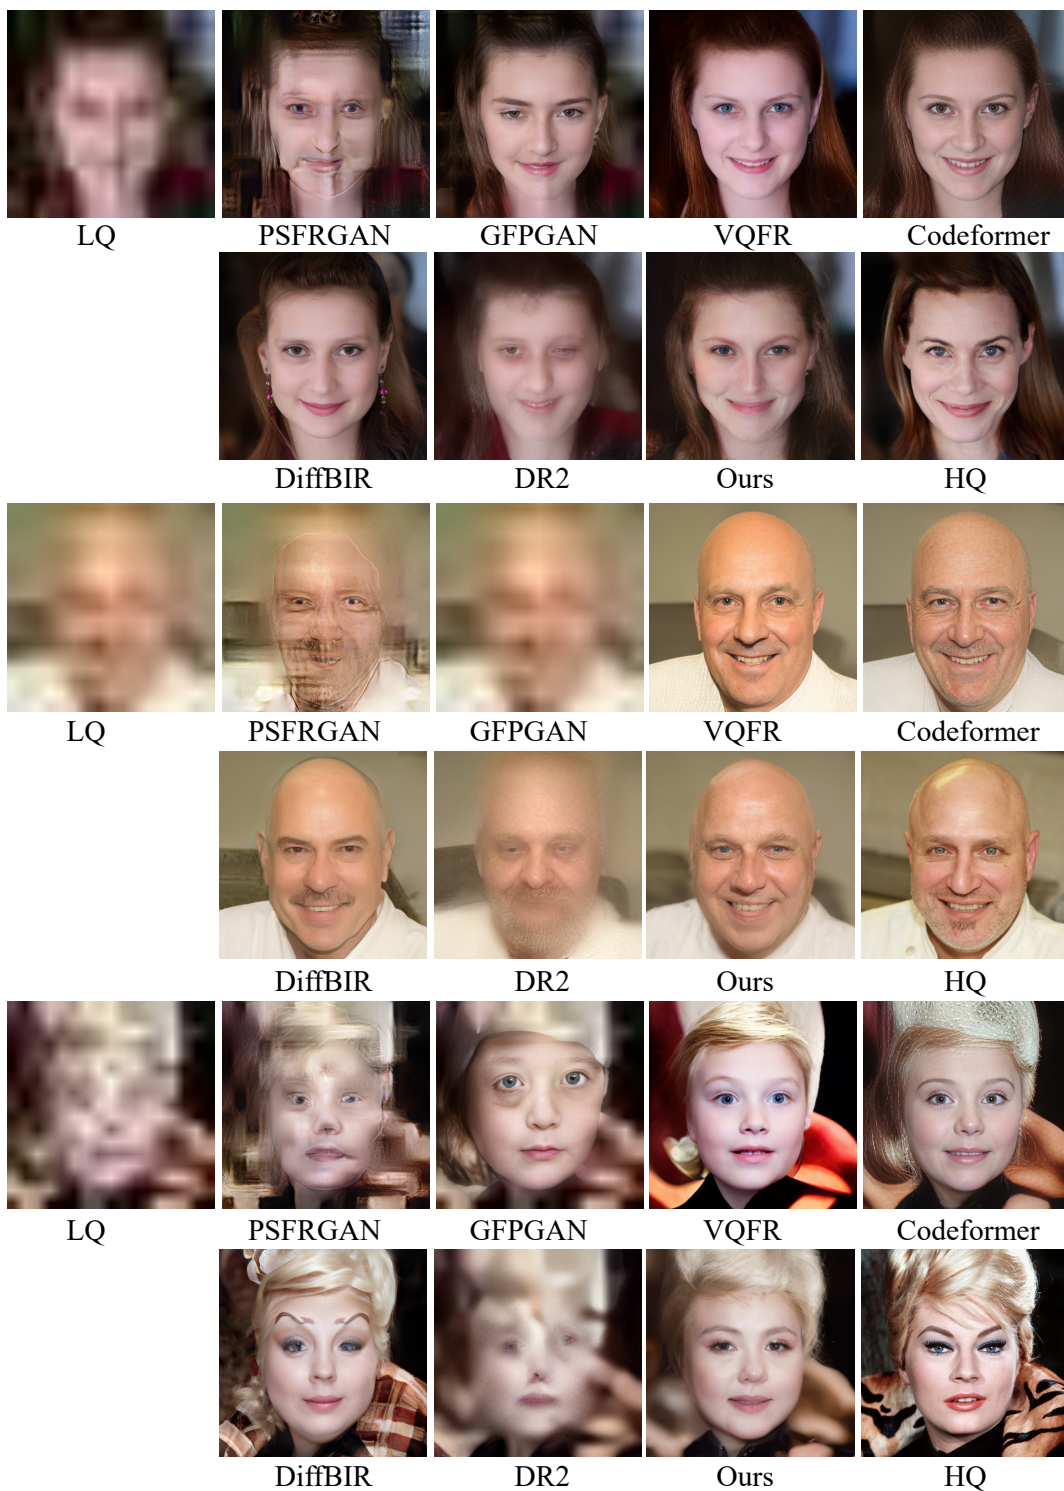 LQ PSFRGAN GFPGAN VQFR Codeformer
DiffBIR DR2 Ours HQ
LQ PSFRGAN GFPGAN VQFR Codeformer
DiffBIR DR2 Ours HQ
LQ PSFRGAN GFPGAN VQFR Codeformer
DiffBIR DR2 Ours HQ